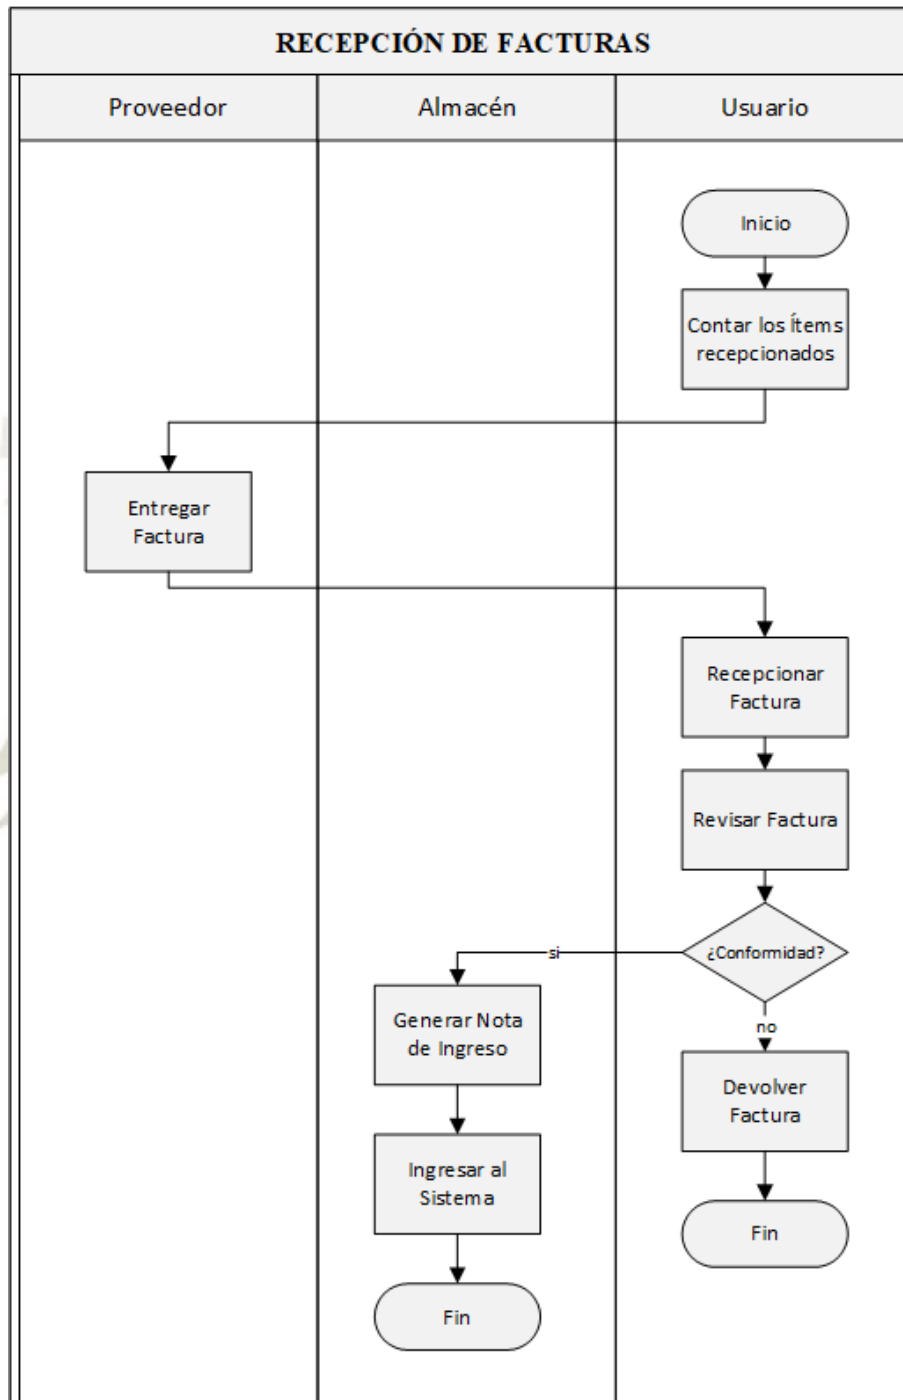 RECEPCIÓN DE FACTURAS
Proveedor
Almacén
Usuario
Inicio
Contar los Ítems
recepcionados
Entregar
Factura
Recepcionar
Factura
Revisar Factura
¿Conformidad?
si
no
Generar Nota
de Ingreso
Devolver
Factura
Ingresar al
Sistema
Fin
Fin